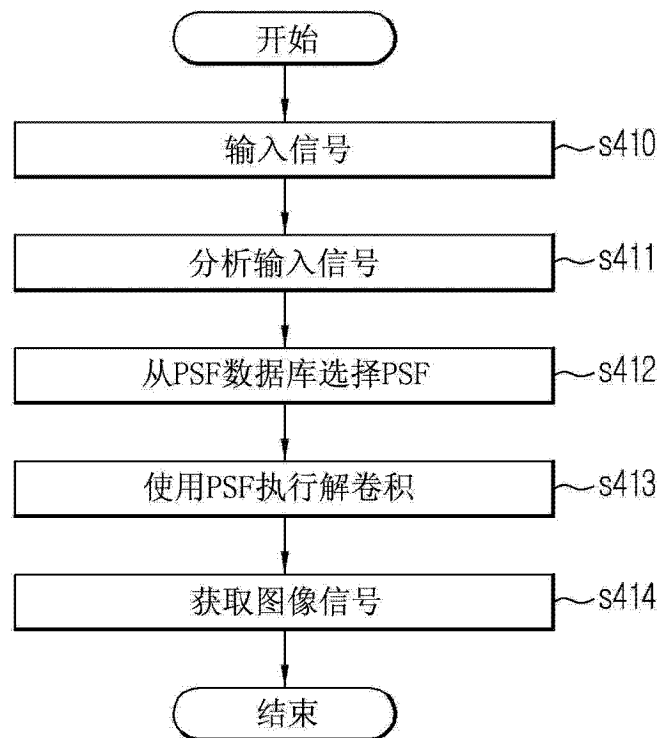 开始
输入信号
s410
分析输入信号
s411
从PSF数据库选择PSF
s412
使用PSF执行解卷积
s413
获取图像信号
s414
结束